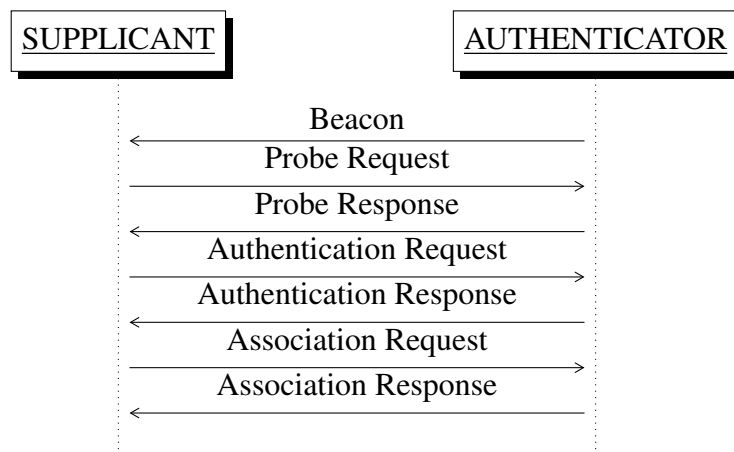 SUPPLICANT
AUTHENTICATOR
Beacon
Probe Request
Probe Response
Authentication Request
Authentication Response
Association Request
Association Response